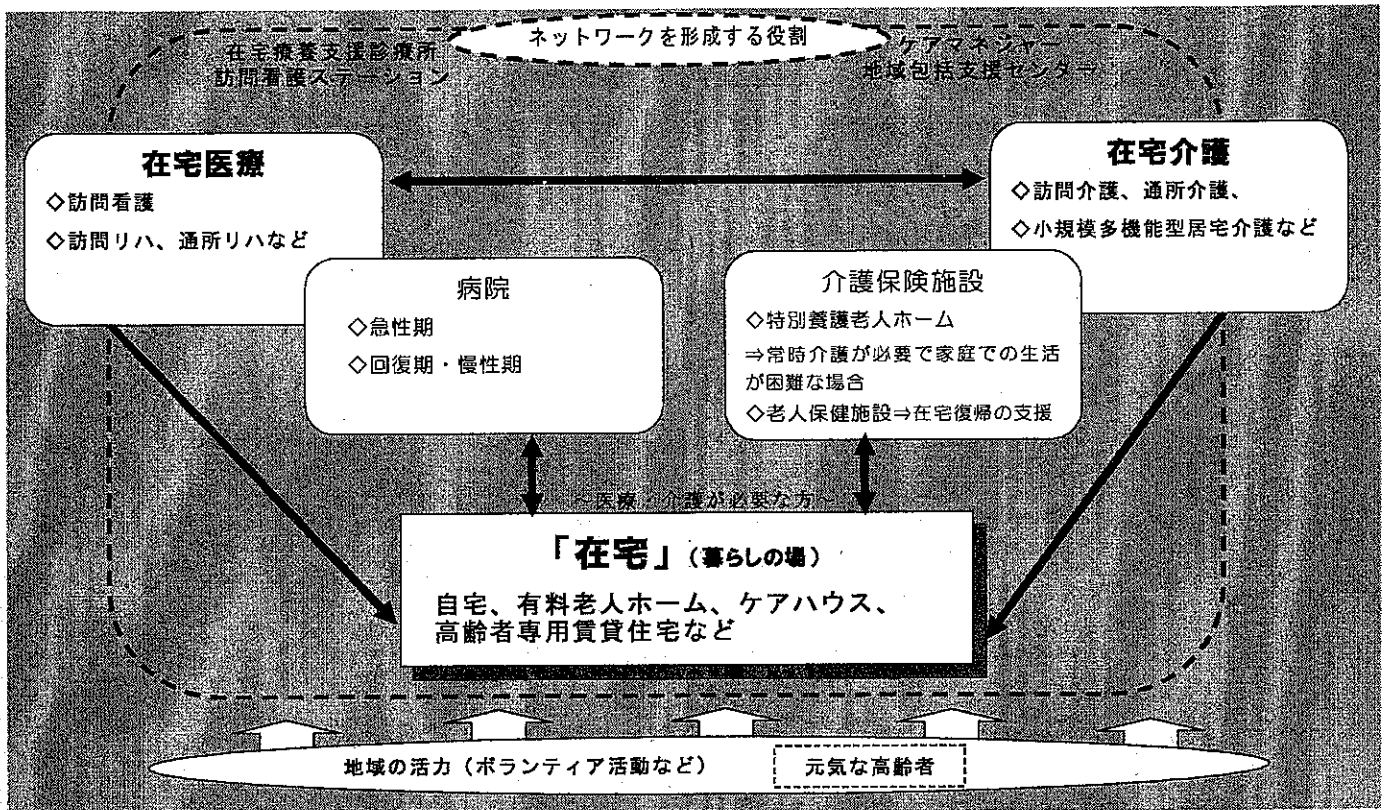 ネットワークを形成する役割
在宅療養支援診療所
訪問看護ステーション
ケアマネジャー
地域包括支援センター
在宅医療
◇訪問看護
◇訪問リハ、通所リハなど
在宅介護
◇訪問介護、通所介護、
◇小規模多機能型居宅介護など
病院
◇急性期
◇回復期・慢性期
介護保険施設
◇特別養護老人ホーム
⇒常時介護が必要で家庭での生活
が困難な場合
◇老人保健施設⇒在宅復帰の支援
~医療・介護が必要な方~
「在宅」(暮らしの場)
自宅、有料老人ホーム、ケアハウス、
高齢者専用賃貸住宅など
地域の活力(ボランティア活動など)
元気な高齢者